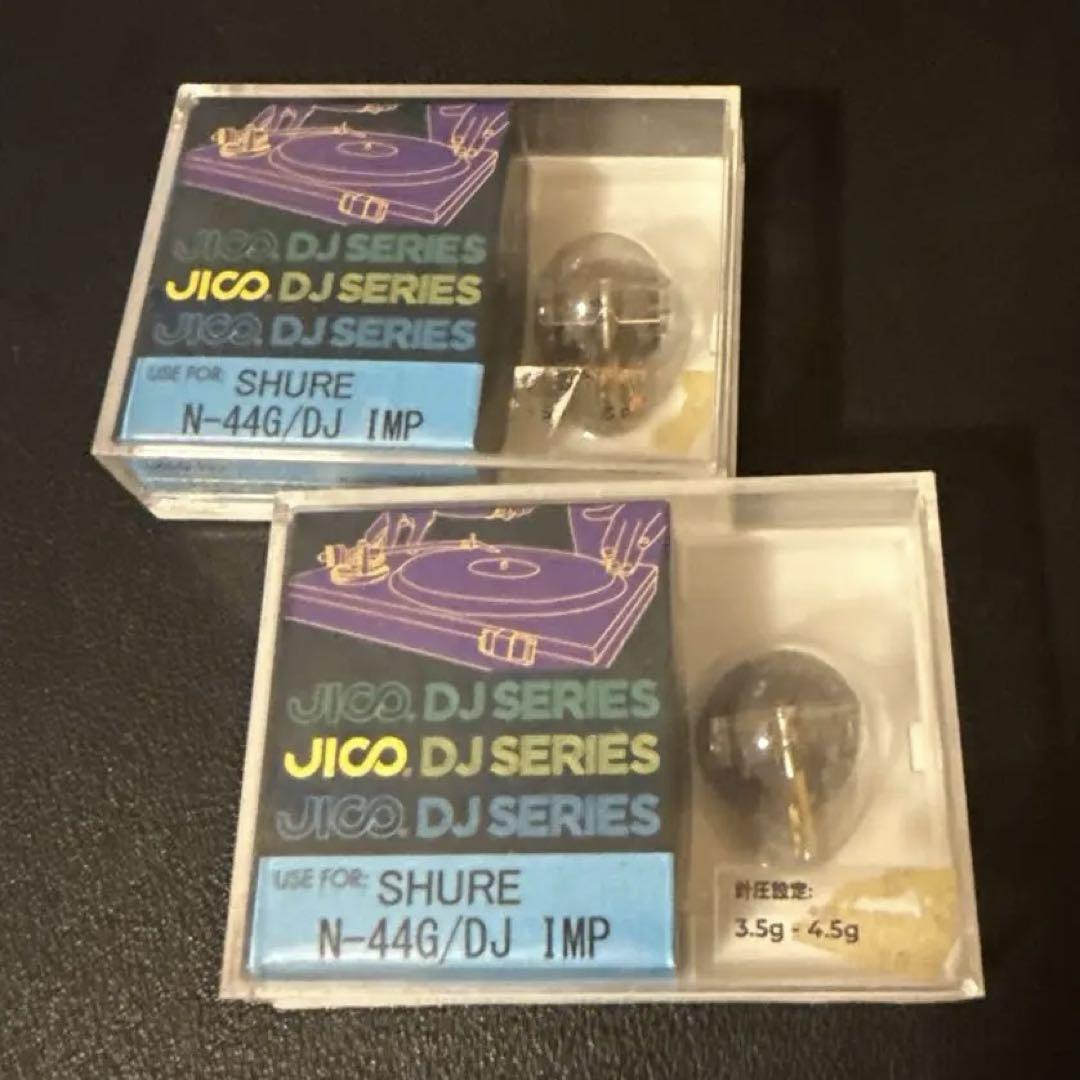 JICO. DJ SERIES
JICO. DJ SERIES
JICO. DJ SERIES
USE FOR: SHURE
N-44G/DJ IMP
JICO. DJ SERIES
JICO. DJ SERIES
JICO. DJ SERIES
USE FOR: SHURE
N-44G/DJ IMP
針圧設定:
3.5g - 4.5g